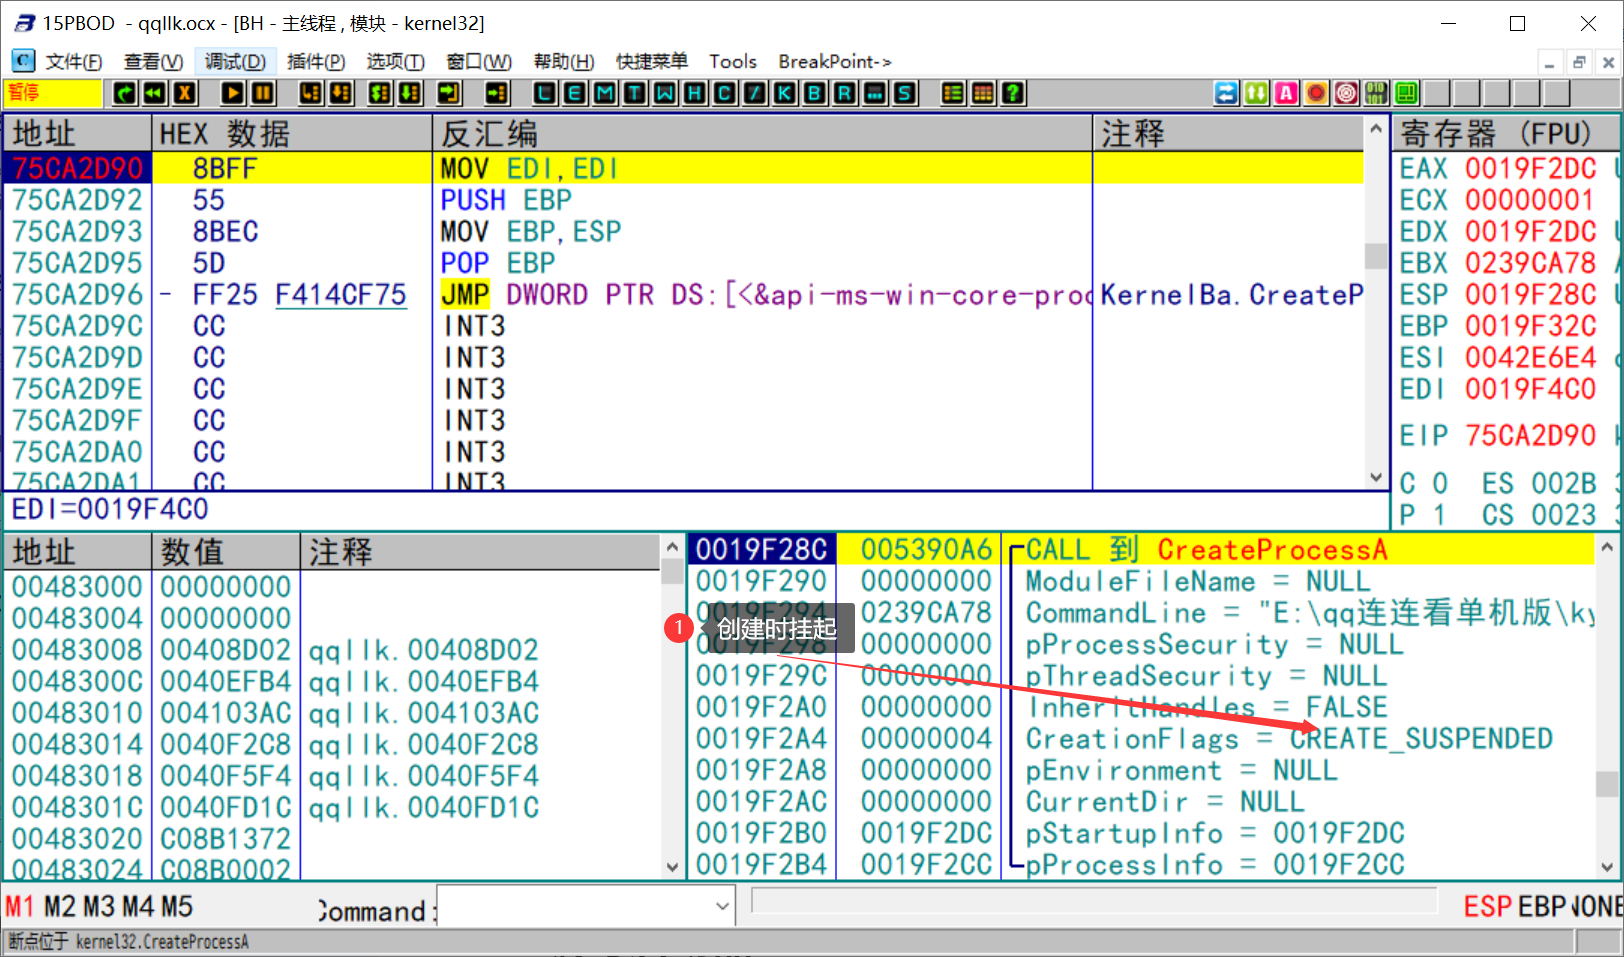 15PBOD - qqllk.ocx - [BH - 主线程 , 模块 - kernel32]
文件(F) 查看(V) 调试(D) 插件(P) 选项(T) 窗口(W) 帮助(H) 快捷菜单 Tools BreakPoint->
暂停 L E M T W H C / K B R ... S ?
地址 HEX 数据 反汇编 注释
75CA2D90 8BFF MOV EDI,EDI
75CA2D92 55 PUSH EBP
75CA2D93 8BEC MOV EBP,ESP
75CA2D95 5D POP EBP
75CA2D96 - FF25 F414CF75 JMP DWORD PTR DS:[<&api-ms-win-core-proc KernelBa.CreateP
75CA2D9C CC INT3
75CA2D9D CC INT3
75CA2D9E CC INT3
75CA2D9F CC INT3
75CA2DA0 CC INT3
75CA2DA1 CC INT3
EDI=0019F4C0
寄存器 (FPU)
EAX 0019F2DC
ECX 00000001
EDX 0019F2DC
EBX 0239CA78
ESP 0019F28C
EBP 0019F32C
ESI 0042E6E4
EDI 0019F4C0
EIP 75CA2D90
C 0 ES 002B
P 1 CS 0023
地址 数值 注释
00483000 00000000
00483004 00000000
00483008 00408D02 qqllk.00408D02
0048300C 0040EFB4 qqllk.0040EFB4
00483010 004103AC qqllk.004103AC
00483014 0040F2C8 qqllk.0040F2C8
00483018 0040F5F4 qqllk.0040F5F4
0048301C 0040FD1C qqllk.0040FD1C
00483020 C08B1372
00483024 C08B0002
0019F28C 005390A6 CALL 到 CreateProcessA
0019F290 00000000 ModuleFileName = NULL
0019F294 0239CA78 CommandLine = "E:\qq连连看单机版\ky
0019F298 00000000 pProcessSecurity = NULL
0019F29C 00000000 pThreadSecurity = NULL
0019F2A0 00000000 InheritHandles = FALSE
0019F2A4 00000004 CreationFlags = CREATE_SUSPENDED
0019F2A8 00000000 pEnvironment = NULL
0019F2AC 00000000 CurrentDir = NULL
0019F2B0 0019F2DC pStartupInfo = 0019F2DC
0019F2B4 0019F2CC pProcessInfo = 0019F2CC
1 创建时挂起
M1 M2 M3 M4 M5 Command: ESP EBP NONE
断点位于 kernel32.CreateProcessA